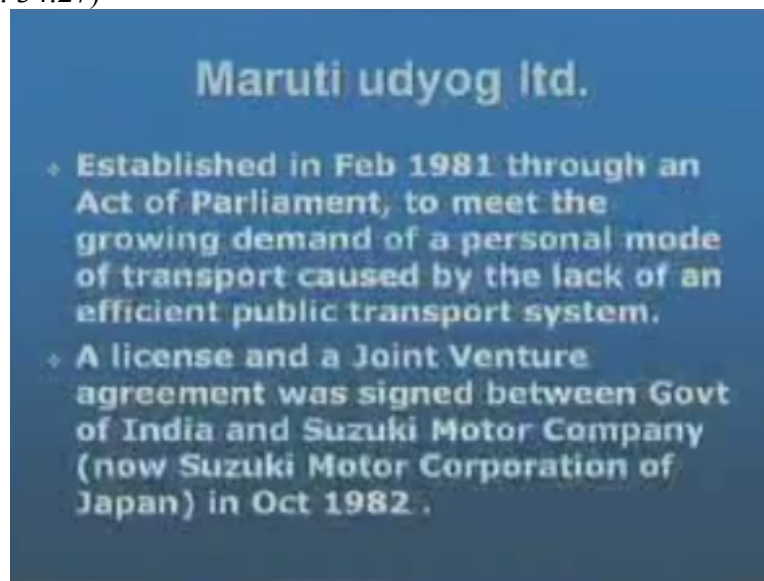 : 34:27)
Maruti udyog ltd.
Established in Feb 1981 through an
Act of Parliament, to meet the
growing demand of a personal mode
of transport caused by the lack of an
efficient public transport system.
A license and a Joint Venture
agreement was signed between Govt
of India and Suzuki Motor Company
(now Suzuki Motor Corporation of
Japan) in Oct 1982 .